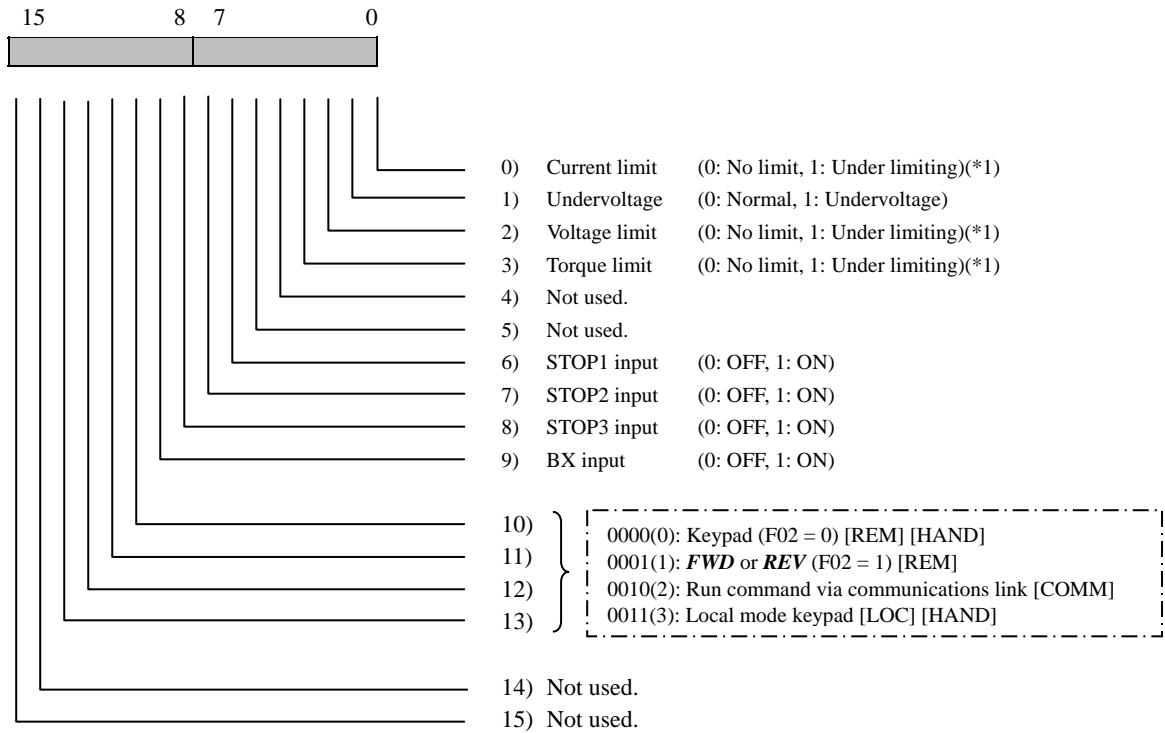 15 8 7 0
0) Current limit (0: No limit, 1: Under limiting)(*1)
1) Undervoltage (0: Normal, 1: Undervoltage)
2) Voltage limit (0: No limit, 1: Under limiting)(*1)
3) Torque limit (0: No limit, 1: Under limiting)(*1)
4) Not used.
5) Not used.
6) STOP1 input (0: OFF, 1: ON)
7) STOP2 input (0: OFF, 1: ON)
8) STOP3 input (0: OFF, 1: ON)
9) BX input (0: OFF, 1: ON)
10)
11)
12)
13)
0000(0): Keypad (F02 = 0) [REM] [HAND]
0001(1): FWD or REV (F02 = 1) [REM]
0010(2): Run command via communications link [COMM]
0011(3): Local mode keypad [LOC] [HAND]
14) Not used.
15) Not used.